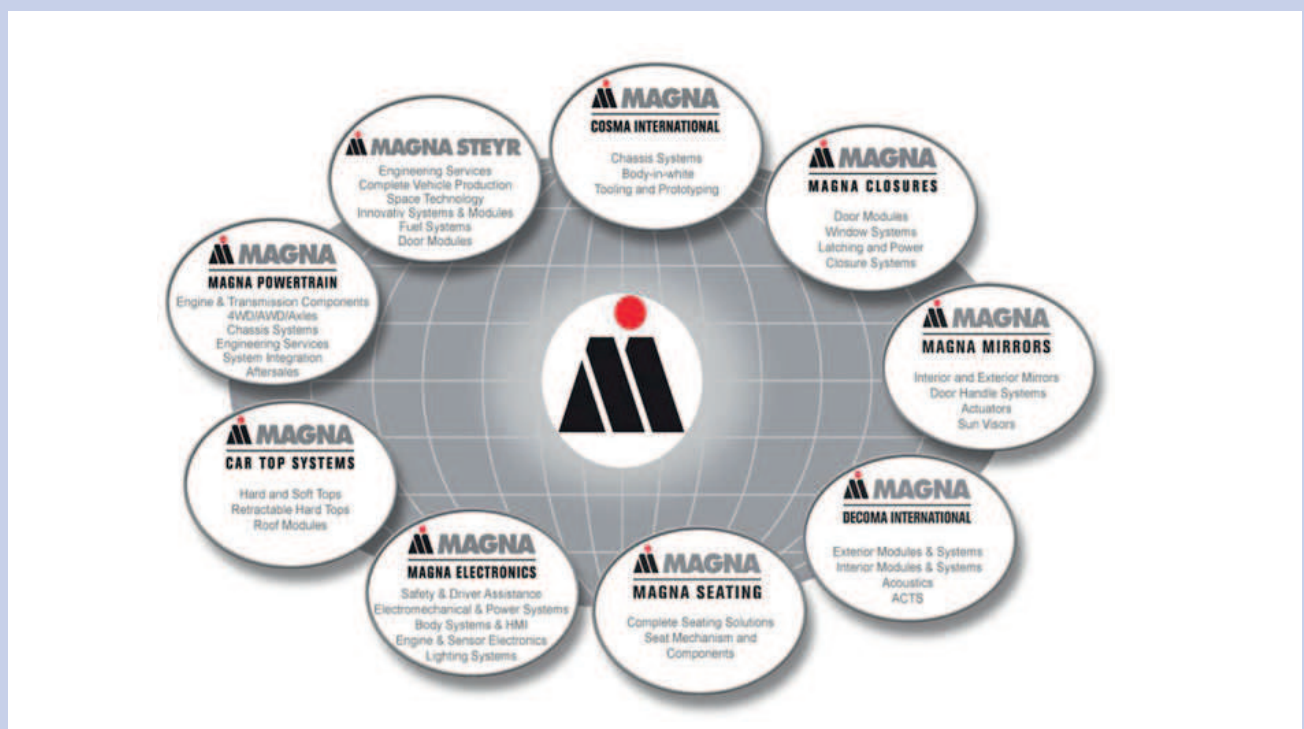 MAGNA
COSMA INTERNATIONAL
Chassis Systems
Body-in-white
Tooling and Prototyping
MAGNA STEYR
Engineering Services
Complete Vehicle Production
Space Technology
Innovativ Systems & Modules
Fuel Systems
Door Modules
MAGNA
MAGNA CLOSURES
Door Modules
Window Systems
Latching and Power
Closure Systems
MAGNA
MAGNA POWERTRAIN
Engine & Transmission Components
4WD/AWD/Axles
Chassis Systems
Engineering Services
System Integration
Aftersales
MAGNA
MAGNA MIRRORS
Interior and Exterior Mirrors
Door Handle Systems
Actuators
Sun Visors
MAGNA
CAR TOP SYSTEMS
Hard and Soft Tops
Retractable Hard Tops
Roof Modules
MAGNA
DECOMA INTERNATIONAL
Exterior Modules & Systems
Interior Modules & Systems
Acoustics
ACTS
MAGNA
MAGNA ELECTRONICS
Safety & Driver Assistance
Electromechanical & Power Systems
Body Systems & HMI
Engine & Sensor Electronics
Lighting Systems
MAGNA
MAGNA SEATING
Complete Seating Solutions
Seat Mechanism and
Components